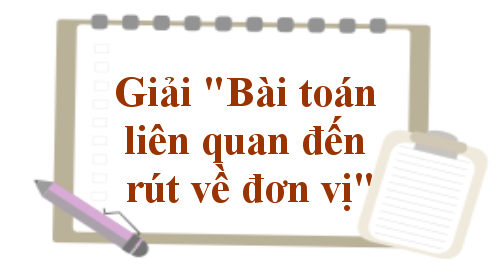 Giải "Bài toán
liên quan đến
rút về đơn vị"